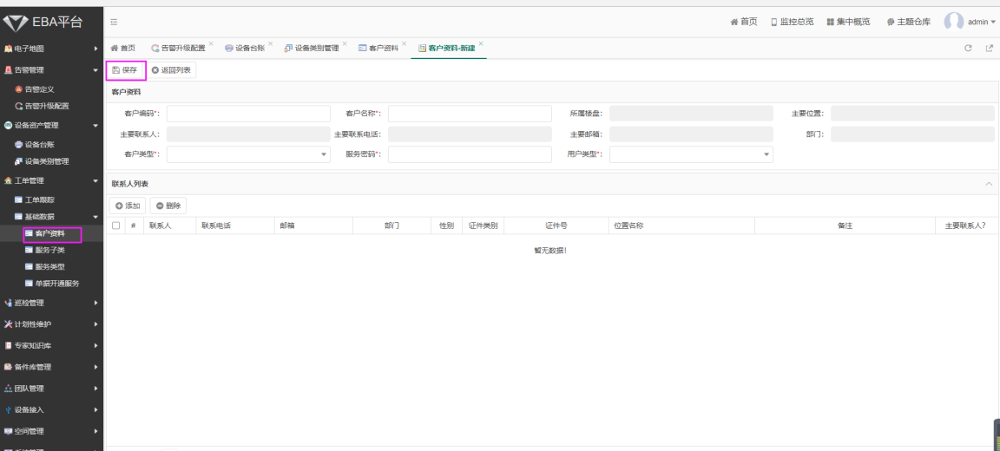 EBA平台
首页 监控总览 集中概览 主题仓库 admin
首页 告警升级配置 设备台账 设备类别管理 客户资料 客户资料-新建
保存 返回列表
电子地图
告警管理
告警定义
告警升级配置
设备资产管理
设备台账
设备类别管理
工单管理
工单跟踪
基础数据
客户资料
服务子类
服务类型
单据开通服务
巡检管理
计划性维护
专家知识库
备件库管理
团队管理
设备接入
空间管理
系统管理
客户资料
客户编码*: 客户名称*: 所属楼盘: 主要位置:
主要联系人: 主要联系电话: 主要邮箱: 部门:
客户类型*: 服务密码*: 用户类型*:
联系人列表
添加 删除
# 联系人 联系电话 邮箱 部门 性别 证件类别 证件号 位置名称 备注 主要联系人?
暂无数据!